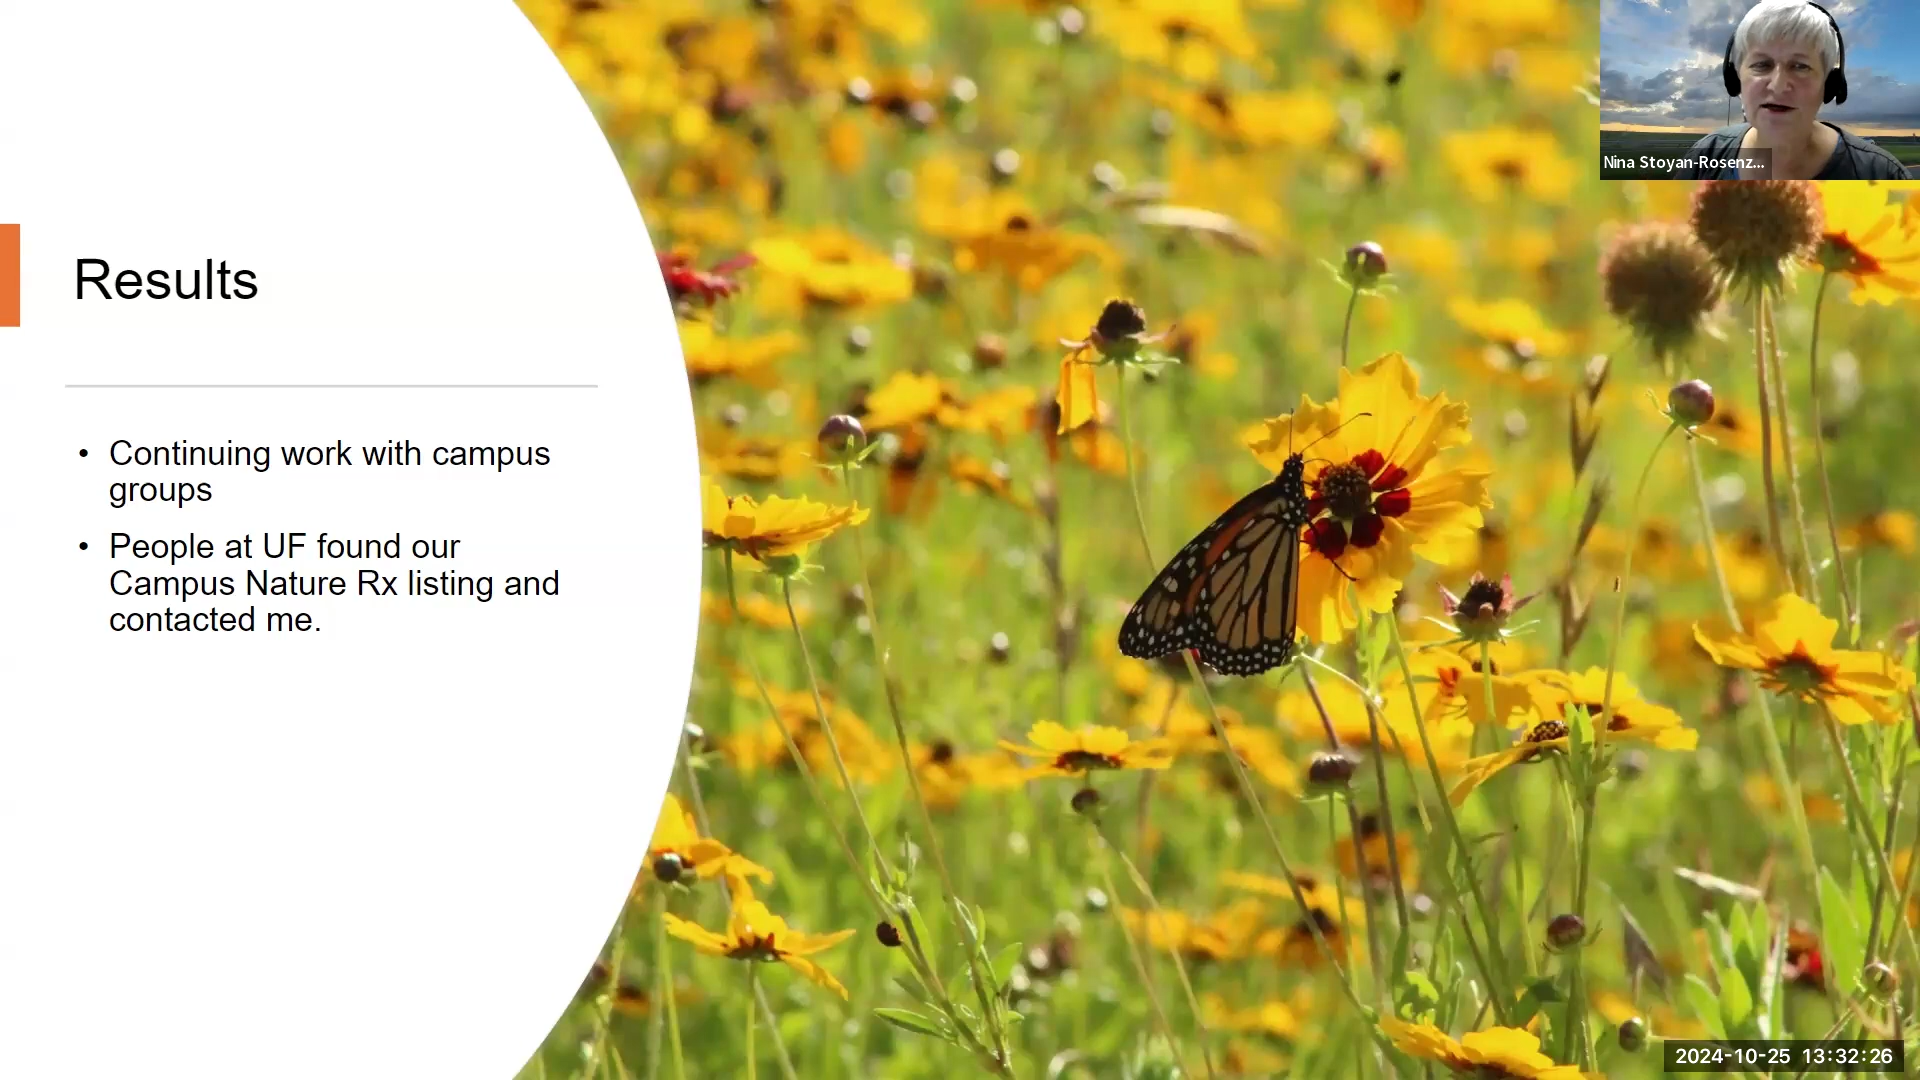 Nina Stoyan-Rosenz...
Results
• Continuing work with campus
groups
• People at UF found our
Campus Nature Rx listing and
contacted me.
2024-10-25 13:32:26